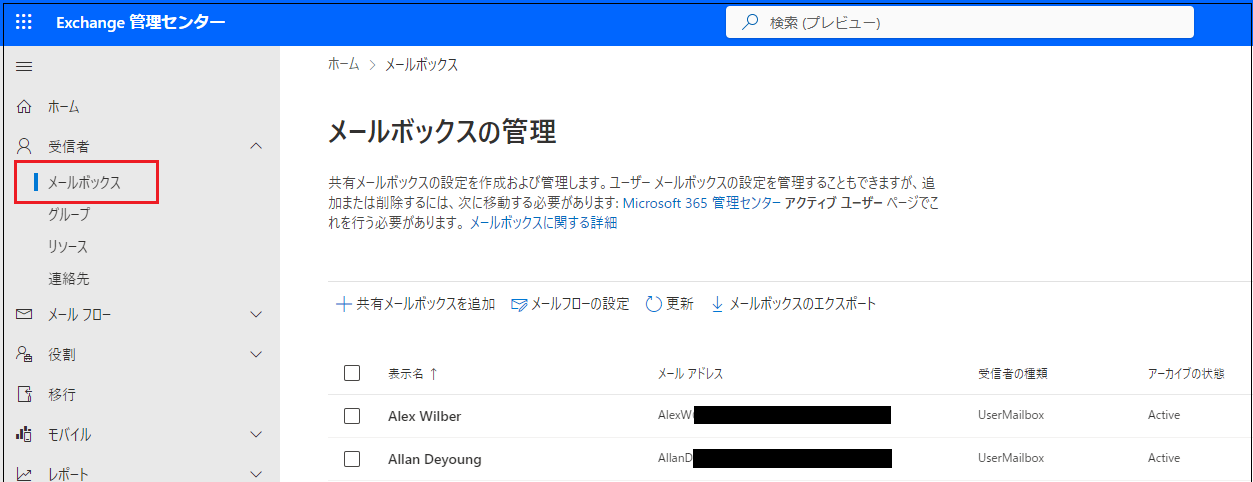 Exchange 管理センター
検索 (プレビュー)
ホーム
受信者
メールボックス
グループ
リソース
連絡先
メール フロー
役割
移行
モバイル
レポート
ホーム > メールボックス
メールボックスの管理
共有メールボックスの設定を作成および管理します。ユーザー メールボックスの設定を管理することもできますが、追
加または削除するには、次に移動する必要があります: Microsoft 365 管理センター アクティブ ユーザー ページでこ
れを行う必要があります。 メールボックスに関する詳細
共有メールボックスを追加 メールフローの設定 更新 メールボックスのエクスポート
表示名 ↑ メール アドレス 受信者の種類 アーカイブの状態
Alex Wilber AlexW UserMailbox Active
Allan Deyoung AllanD UserMailbox Active